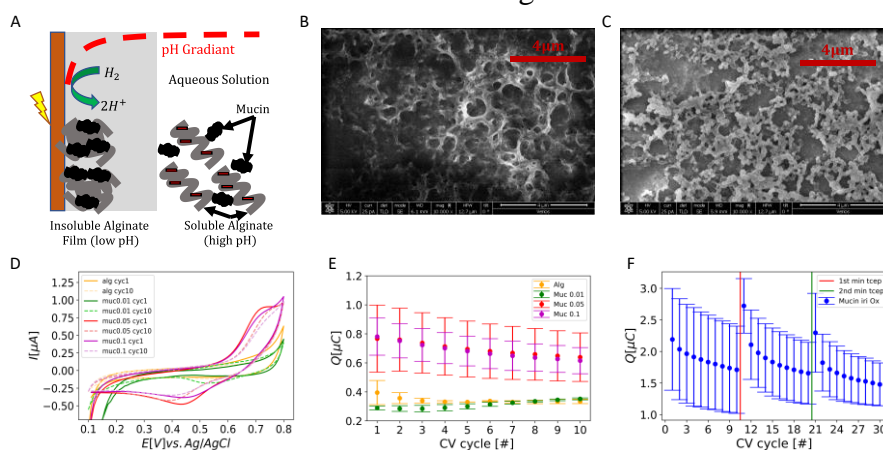 A
pH Gradiant
H2
2H+
Aqueous Solution
Mucin
Insoluble Alginate
Film (low pH)
Soluble Alginate
(high pH)
B
4μm
C
4μm
D
I[μA]
1.25
1.00
0.75
0.50
0.25
0.00
−0.25
−0.50
alg cyc1
alg cyc10
muc0.01 cyc1
muc0.01 cyc10
muc0.05 cyc1
muc0.05 cyc10
muc0.1 cyc1
muc0.1 cyc10
0.1 0.2 0.3 0.4 0.5 0.6 0.7 0.8
E[V]vs. Ag/AgCl
E
Q[μC]
1.2
1.0
0.8
0.6
0.4
0.2
Alg
Muc 0.01
Muc 0.05
Muc 0.1
1 2 3 4 5 6 7 8 9 10
CV cycle [#]
F
Q[μC]
3.0
2.5
2.0
1.5
1.0
1st min tcep
2nd min tcep
Mucin iri Ox
0 3 6 9 12 15 18 21 24 27 30
CV cycle [#]